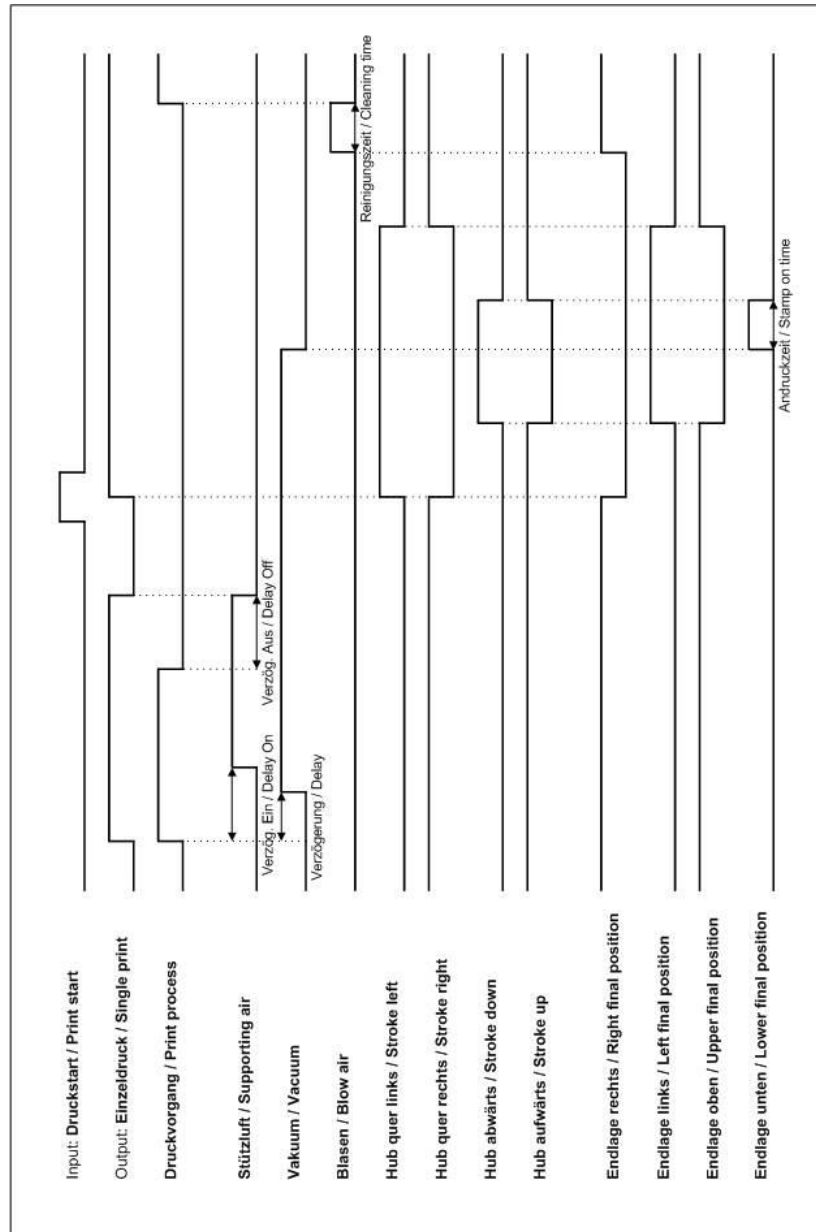 Input: Druckstart / Print start
Output: Einzeldruck / Single print
Druckvorgang / Print process
Stützluft / Supporting air
Verzög. Ein / Delay On
Verzög. Aus / Delay Off
Vakuum / Vacuum
Verzögerung / Delay
Blasen / Blow air
Reinigungszeit / Cleaning time
Hub quer links / Stroke left
Hub quer rechts / Stroke right
Hub abwärts / Stroke down
Hub aufwärts / Stroke up
Endlage rechts / Right final position
Endlage links / Left final position
Endlage oben / Upper final position
Endlage unten / Lower final position
Andruckzeit / Stamp on time